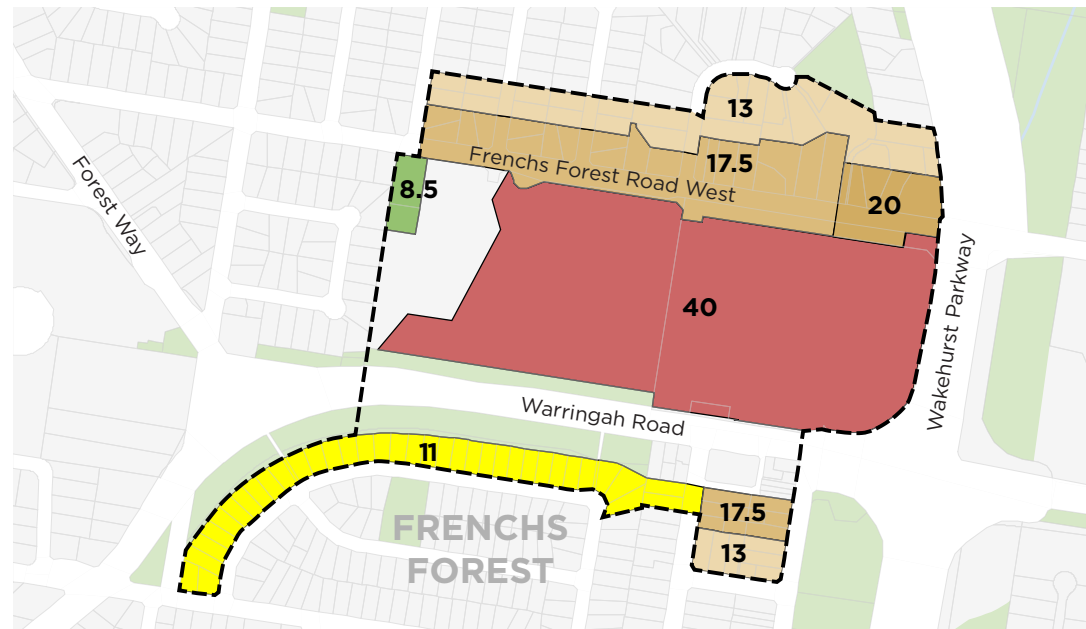 13
17.5
Frenchs Forest Road West
8.5
20
Forest Way
40
Wakehurst Parkway
Warringah Road
11
17.5
FRENCHS
FOREST
13